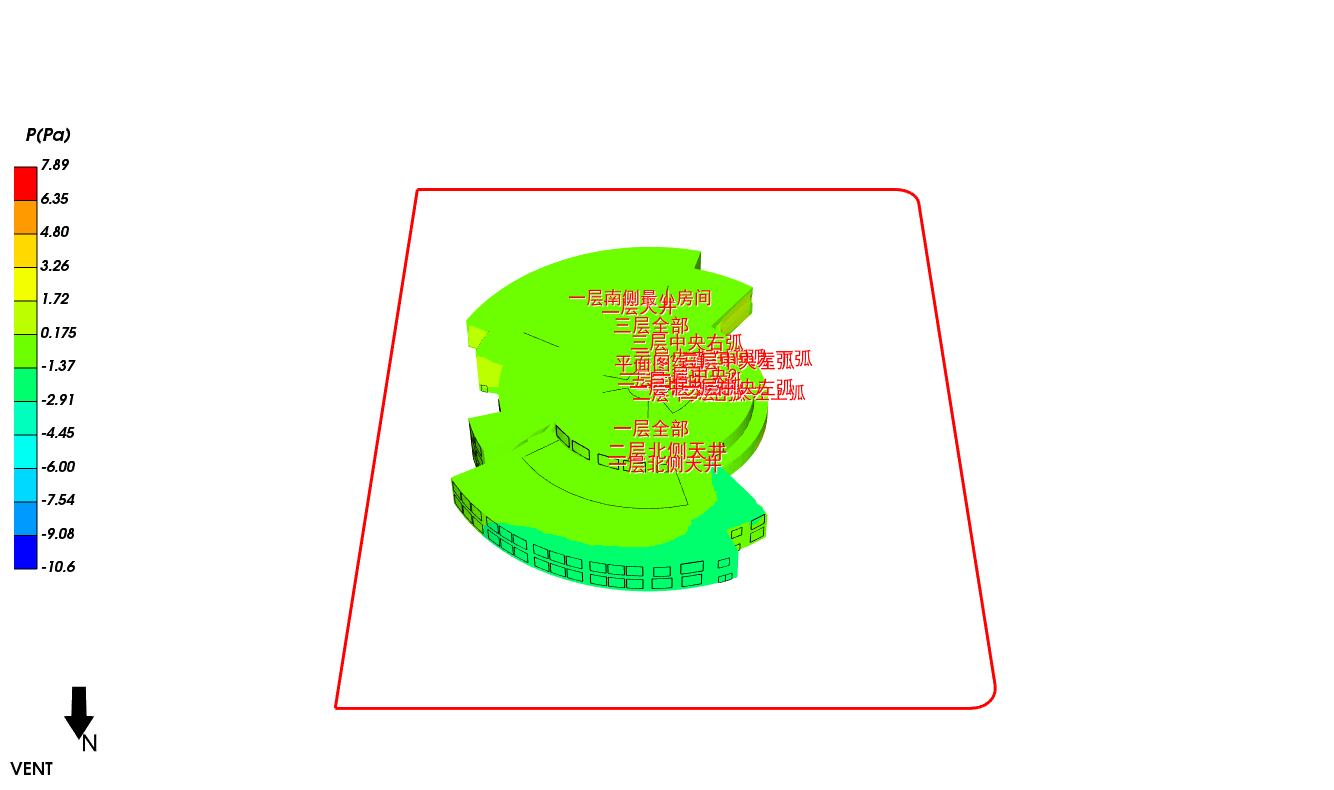 P(Pa)
7.89
6.35
4.80
3.26
1.72
0.175
-1.37
-2.91
-4.45
-6.00
-7.54
-9.08
-10.6
一层南侧最小房间
二层天井
三层全部
三层中央右弧
一层全部
二层北侧天井
一层北侧天井
N
VENT